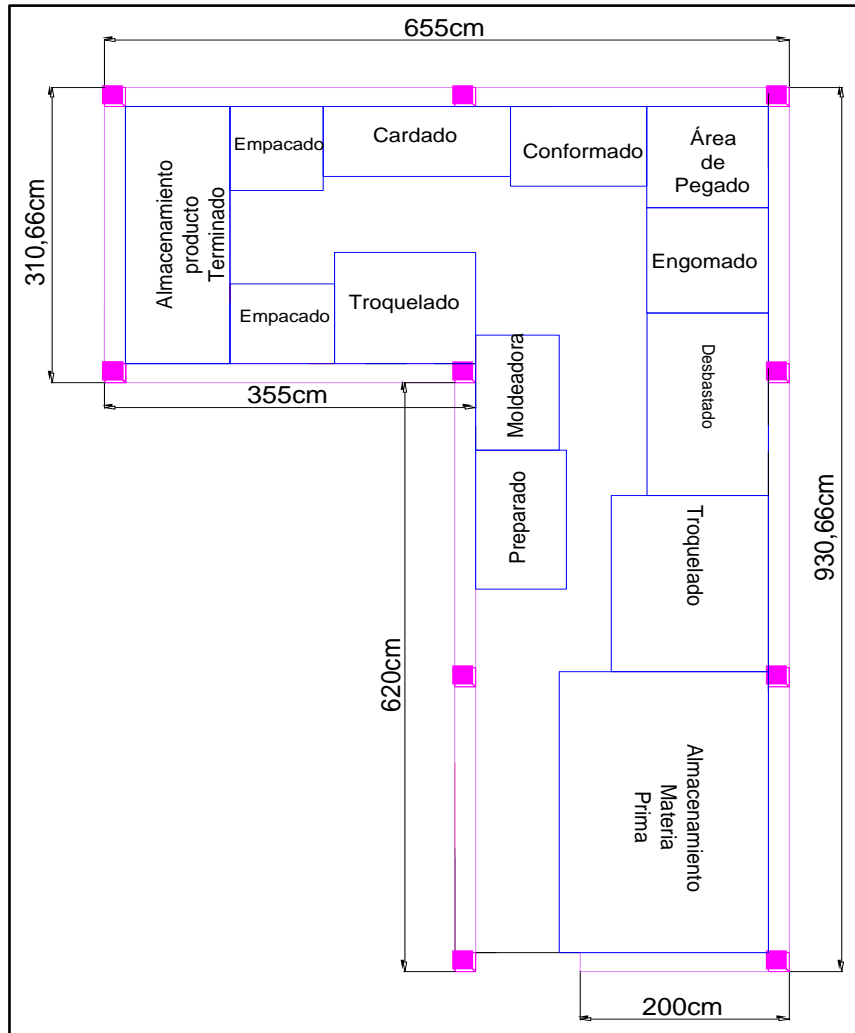 655cm
Empacado
Cardado
Conformado
Área
de
Pegado
Almacenamiento
producto
Terminado
310,66cm
Engomado
Empacado
Troquelado
Moldeadora
Desbastado
355cm
Preparado
Troquelado
930,66cm
620cm
Almacenamiento
Materia
Prima
200cm